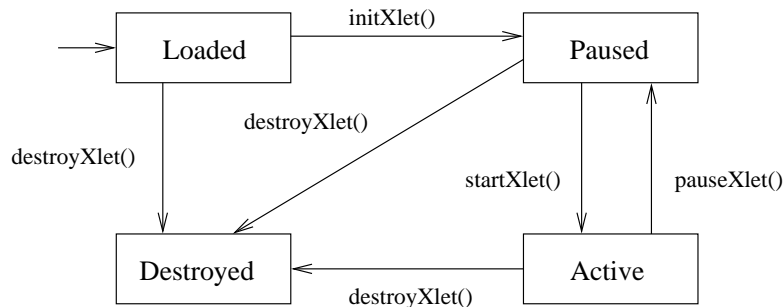 initXlet()
Loaded
Paused
destroyXlet()
destroyXlet()
startXlet()
pauseXlet()
Destroyed
Active
destroyXlet()